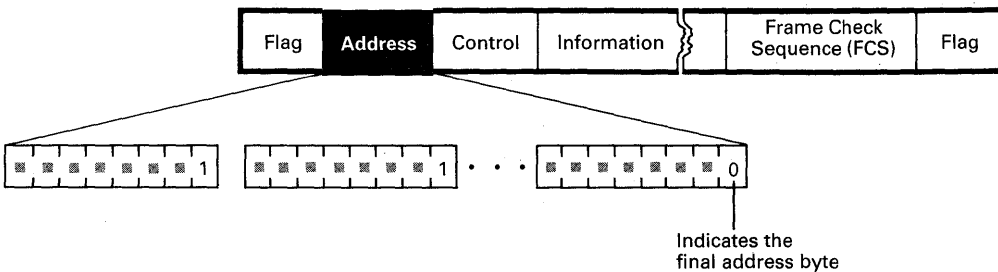 Flag Address Control Information Frame Check Sequence (FCS) Flag
1 1 . . . 0
Indicates the
final address byte